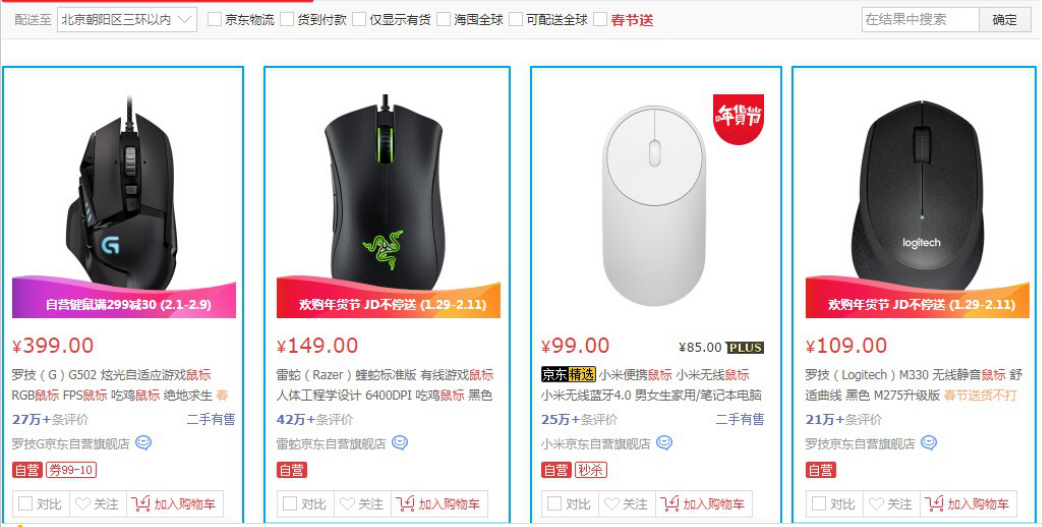 配送至 北京朝阳区三环以内 京东物流 货到付款 仅显示有货 海囤全球 可配送全球 春节送 在结果中搜索 确定
G
自营键鼠满299减30 (2.1-2.9)
¥399.00
罗技（G）G502 炫光自适应游戏鼠标
RGB鼠标 FPS鼠标 吃鸡鼠标 绝地求生 春
27万+条评价 二手有售
罗技G京东自营旗舰店
自营 券99-10
对比 关注 加入购物车
欢购年货节 JD不停送 (1.29-2.11)
¥149.00
雷蛇（Razer）蝰蛇标准版 有线游戏鼠标
人体工程学设计 6400DPI 吃鸡鼠标 黑色
42万+条评价
雷蛇京东自营旗舰店
自营
对比 关注 加入购物车
年货节
¥99.00 ¥85.00 PLUS
京东精选 小米便携鼠标 小米无线鼠标
小米无线蓝牙4.0 男女生家用/笔记本电脑
25万+条评价 二手有售
小米京东自营旗舰店
自营 秒杀
对比 关注 加入购物车
logitech
欢购年货节 JD不停送 (1.29-2.11)
¥109.00
罗技（Logitech）M330 无线静音鼠标 舒
适曲线 黑色 M275升级版 春节送货不打
21万+条评价
罗技京东自营旗舰店
自营
对比 关注 加入购物车